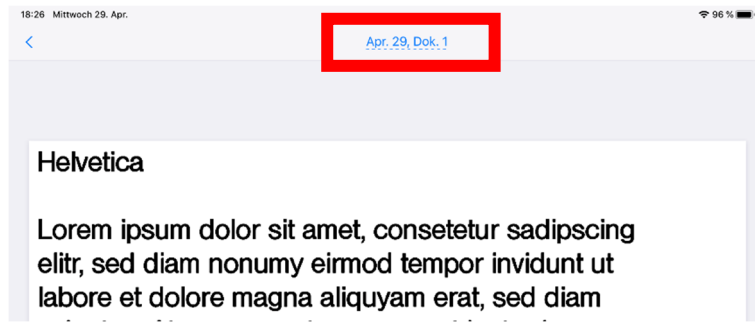 18:26 Mittwoch 29. Apr.
96 %
Apr. 29, Dok. 1
Helvetica
Lorem ipsum dolor sit amet, consetetur sadipscing
elitr, sed diam nonumy eirmod tempor invidunt ut
labore et dolore magna aliquyam erat, sed diam